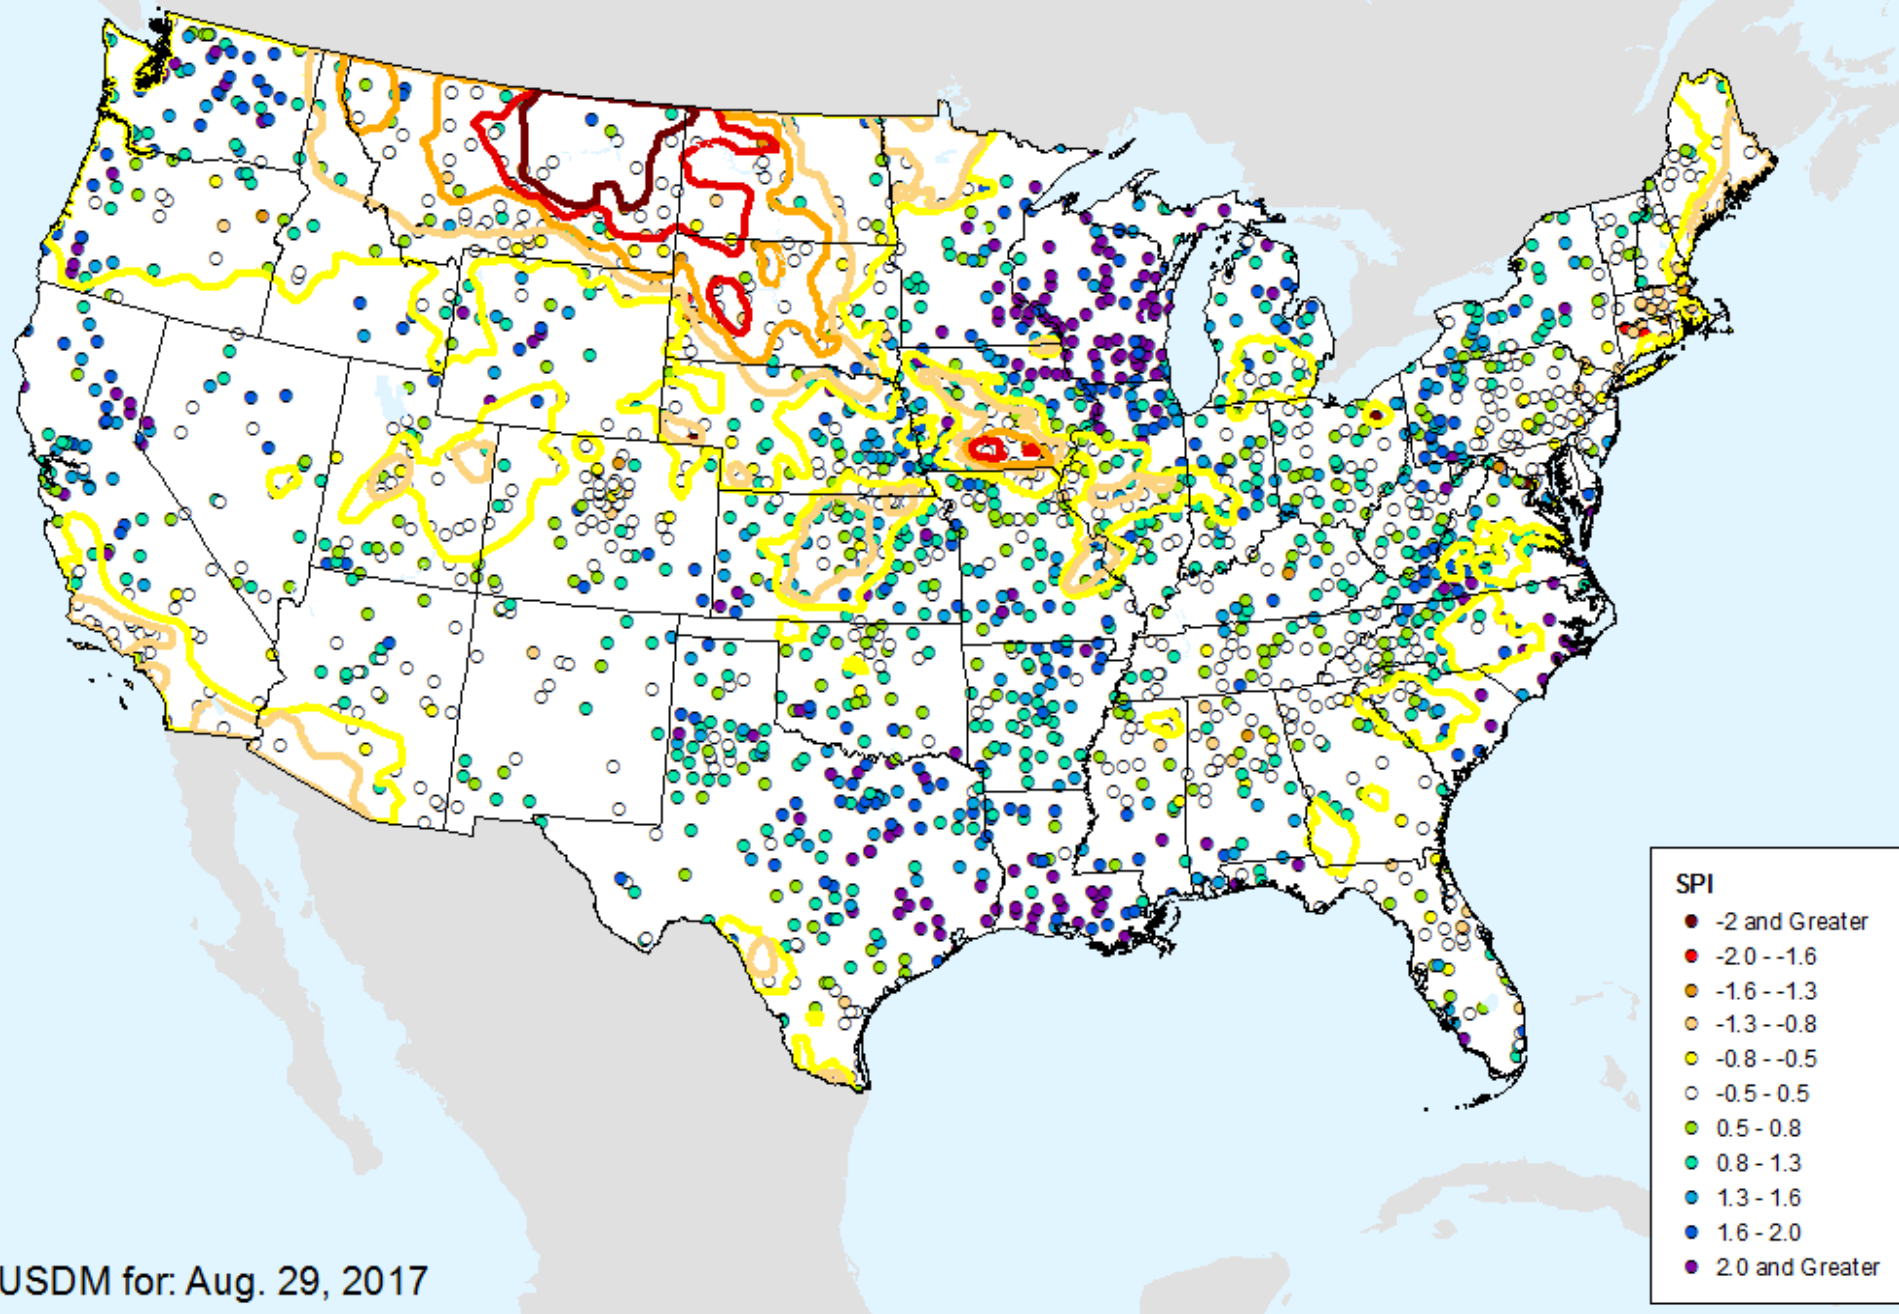 SPI
-2 and Greater
-2.0 - -1.6
-1.6 - -1.3
-1.3 - -0.8
-0.8 - -0.5
-0.5 - 0.5
0.5 - 0.8
0.8 - 1.3
1.3 - 1.6
1.6 - 2.0
2.0 and Greater
USDM for: Aug. 29, 2017